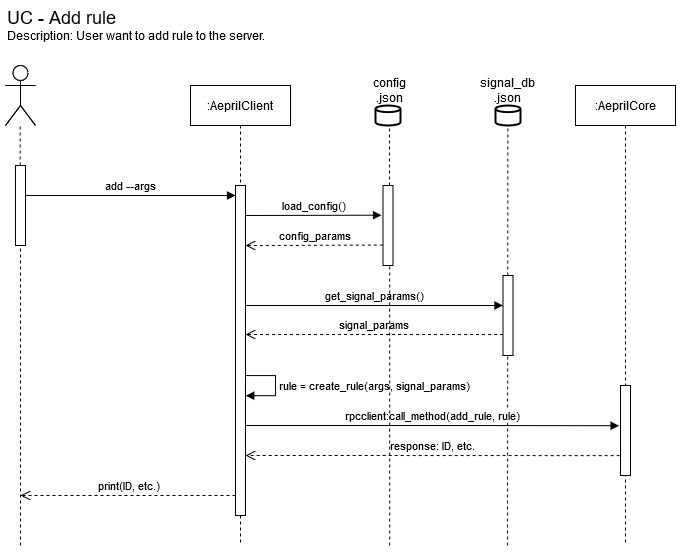 UC - Add rule
Description: User want to add rule to the server.
:AeprilClient
config
.json
signal_db
.json
:AeprilCore
add --args
load_config()
config_params
get_signal_params()
signal_params
rule = create_rule(args, signal_params)
rpcclient.call_method(add_rule, rule)
response: ID, etc.
print(ID, etc.)